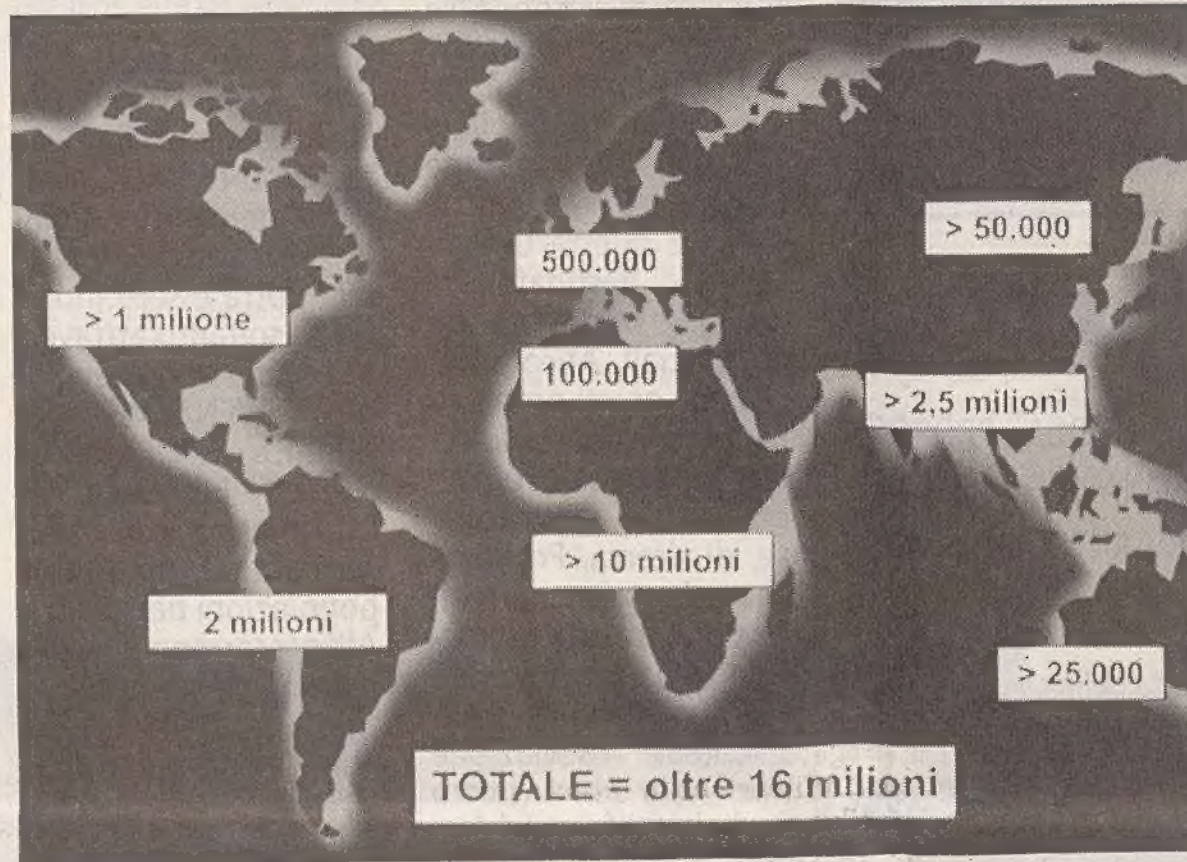 > 50.000
500.000
> 1 milione
100.000
> 2,5 milioni
> 10 milioni
2 milioni
> 25.000
TOTALE = oltre 16 milioni